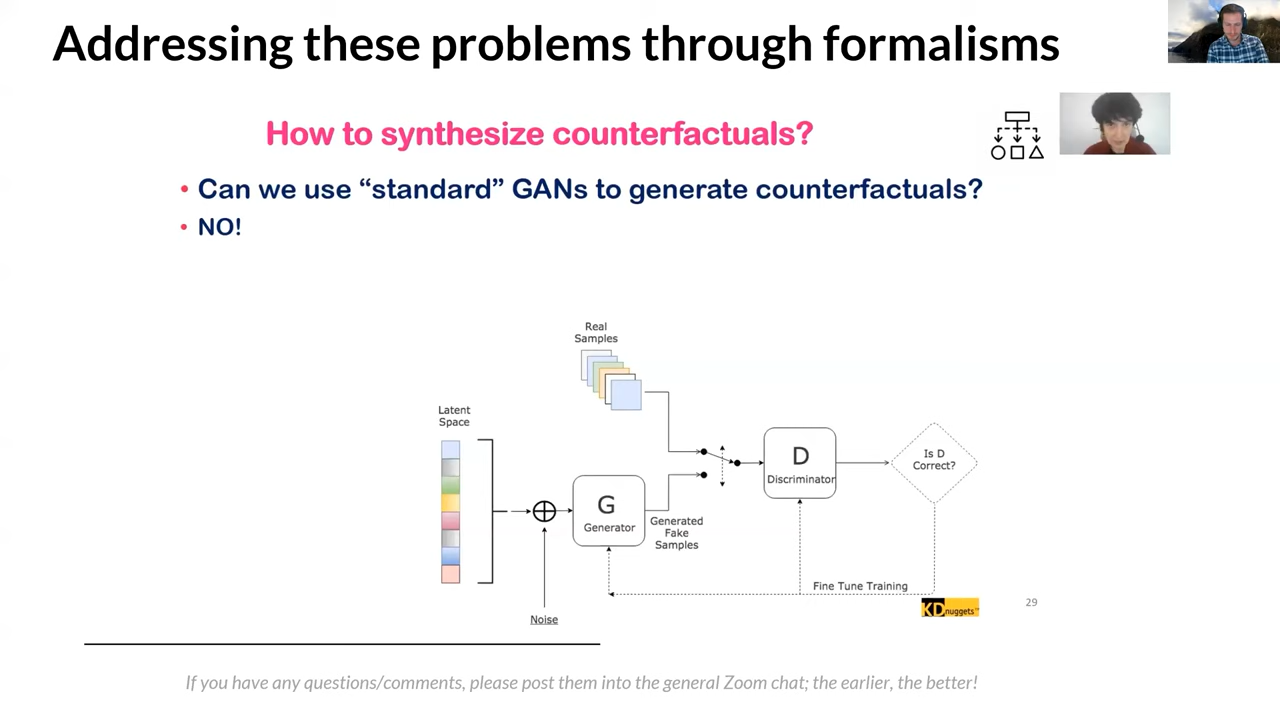 Addressing these problems through formalisms
How to synthesize counterfactuals?
• Can we use “standard” GANs to generate counterfactuals?
• NO!
Real
Samples
Latent
Space
Is D
Correct?
D
Discriminator
G
Generator
Generated
Fake
Samples
Fine Tune Training
KDnuggets™
29
Noise
If you have any questions/comments, please post them into the general Zoom chat; the earlier, the better!